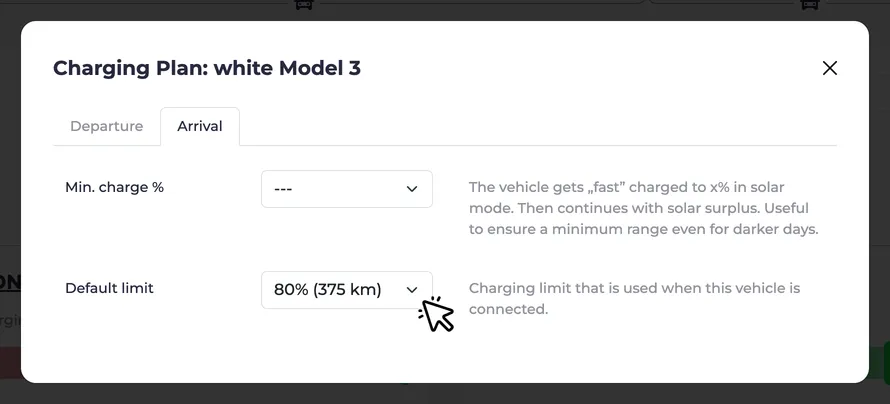 Charging Plan: white Model 3
Departure
Arrival
Min. charge %
---
The vehicle gets „fast” charged to x% in solar
mode. Then continues with solar surplus. Useful
to ensure a minimum range even for darker days.
Default limit
80% (375 km)
Charging limit that is used when this vehicle is
connected.